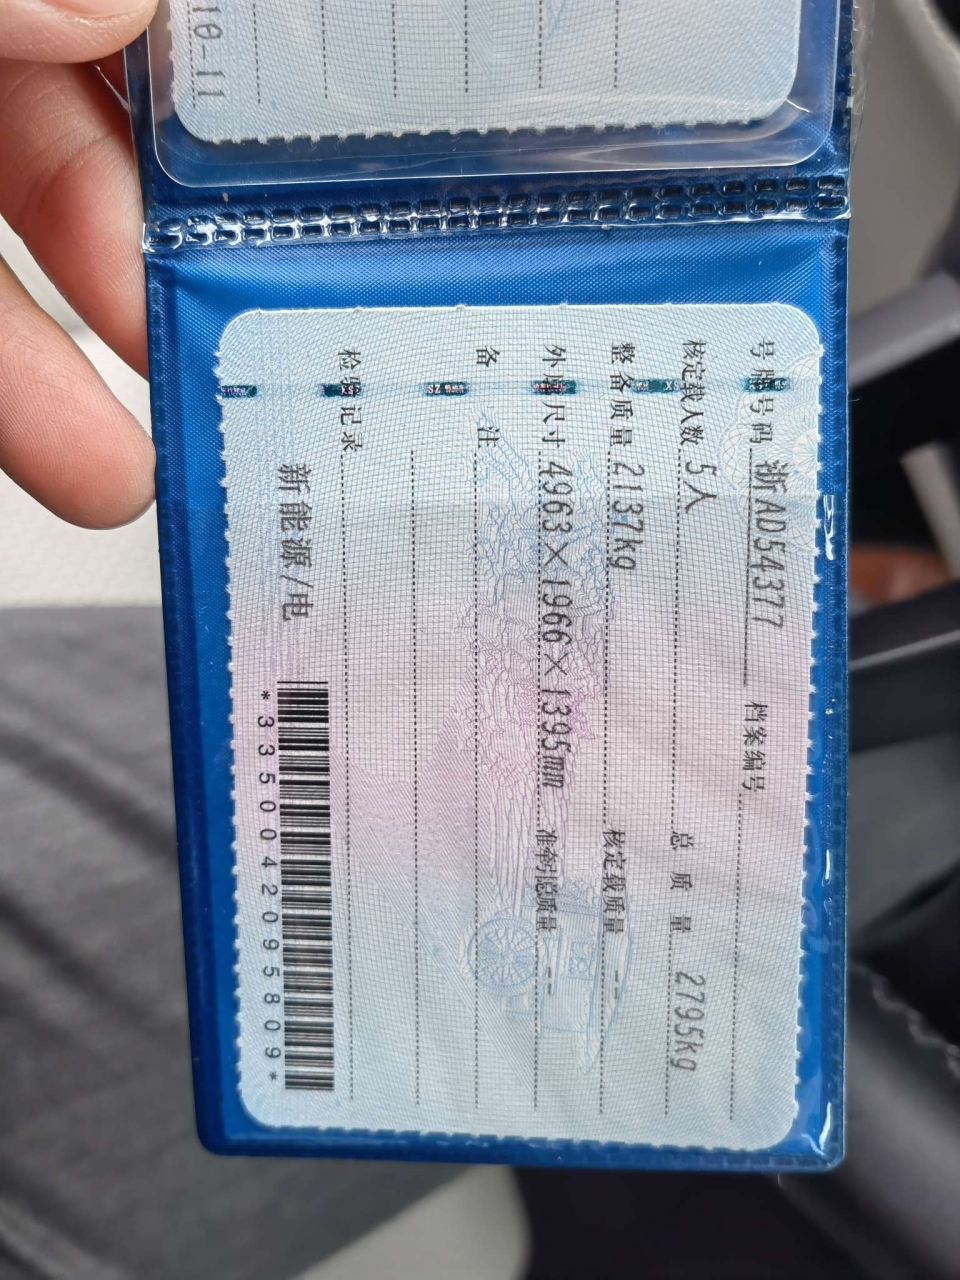 10-11
号牌号码 浙AD54377 档案编号
核定载人数 5人 总质量 2795kg
整备质量 2137kg 核定载质量 --
外廓尺寸 4963×1966×1395mm 准牵引总质量 --
备注
检验记录
新能源/电
*3350042095809*